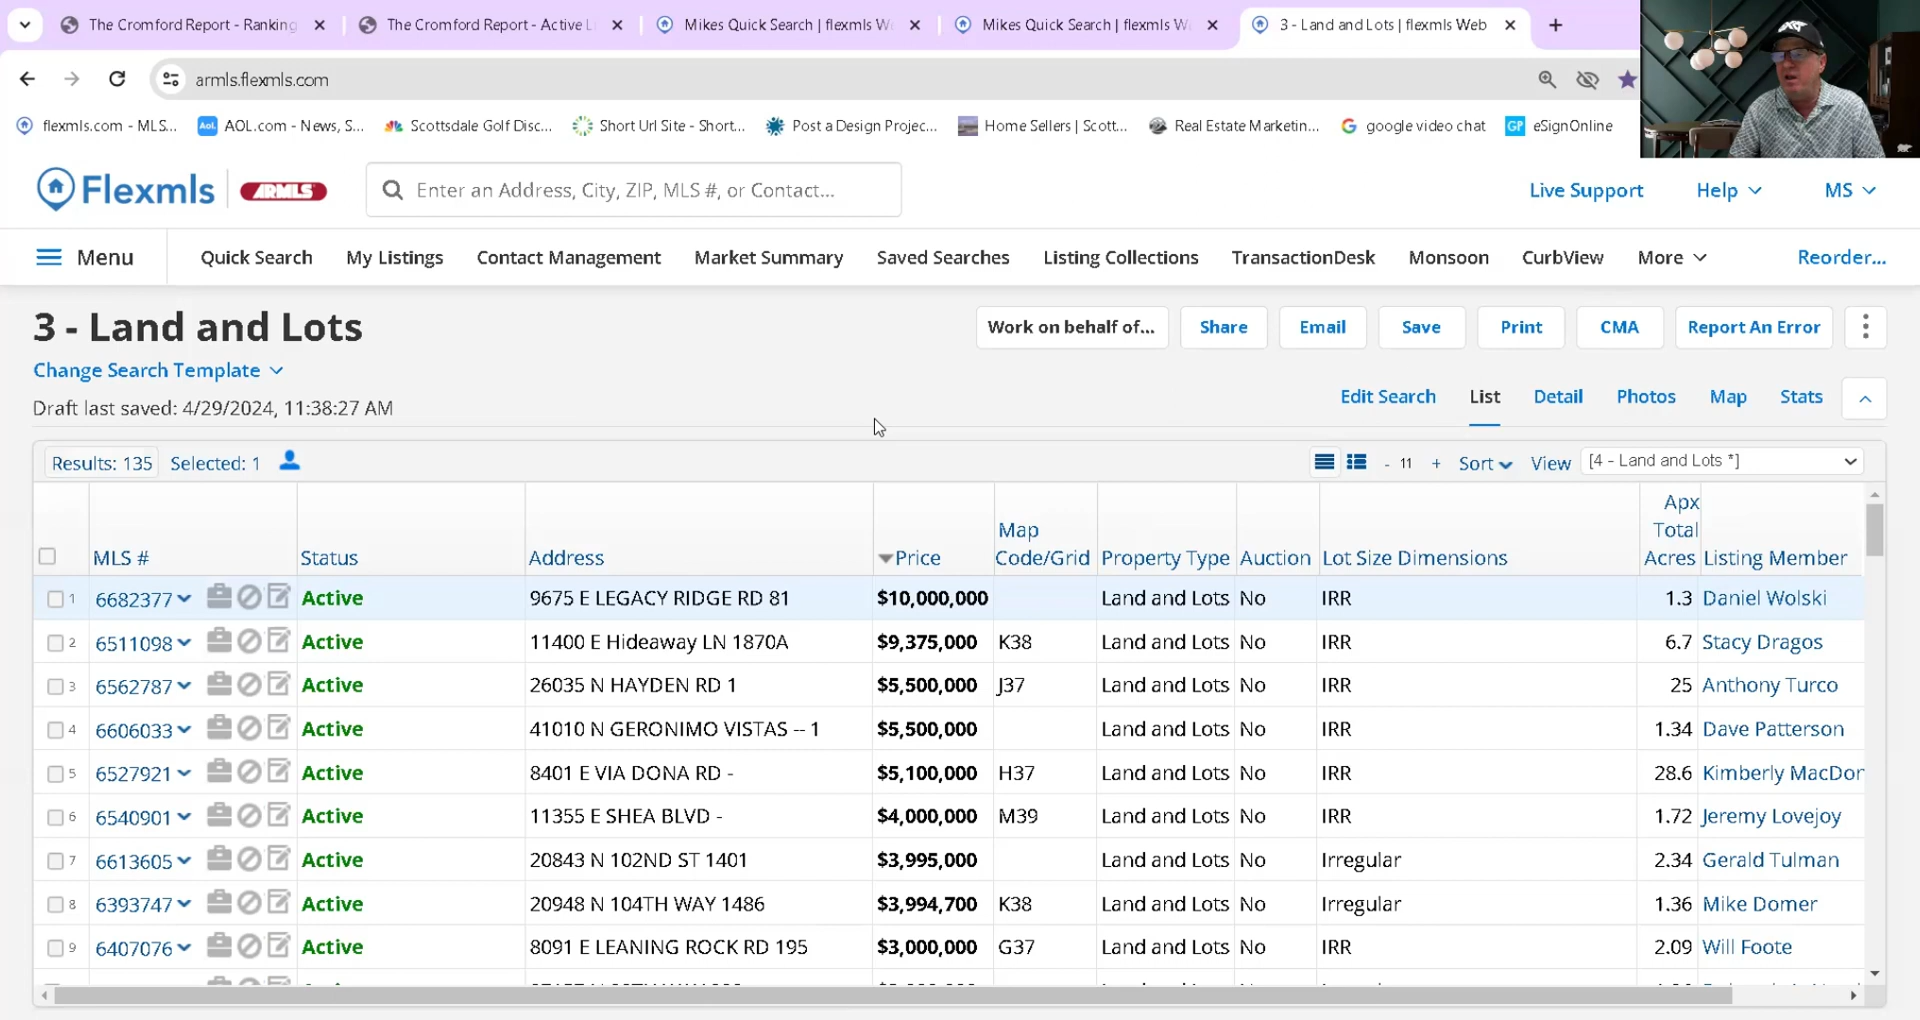 The Cromford Report - Ranking
The Cromford Report - Active L
Mikes Quick Search | flexmls W
Mikes Quick Search | flexmls W
3 - Land and Lots | flexmls Web
armls.flexmls.com
flexmls.com - MLS...
AOL.com - News, S...
Scottsdale Golf Disc...
Short Url Site - Short...
Post a Design Projec...
Home Sellers | Scott...
Real Estate Marketin...
google video chat
GP eSignOnline
PXG
Flexmls ARMLS
Enter an Address, City, ZIP, MLS #, or Contact...
Live Support Help MS
Menu Quick Search My Listings Contact Management Market Summary Saved Searches Listing Collections TransactionDesk Monsoon CurbView More Reorder...
3 - Land and Lots
Work on behalf of... Share Email Save Print CMA Report An Error
Change Search Template
Draft last saved: 4/29/2024, 11:38:27 AM
Edit Search List Detail Photos Map Stats
Results: 135 Selected: 1 - 11 + Sort View [4 - Land and Lots *]
MLS # Status Address Price Map Code/Grid Property Type Auction Lot Size Dimensions Apx Total Acres Listing Member
1 6682377 Active 9675 E LEGACY RIDGE RD 81 $10,000,000 Land and Lots No IRR 1.3 Daniel Wolski
2 6511098 Active 11400 E Hideaway LN 1870A $9,375,000 K38 Land and Lots No IRR 6.7 Stacy Dragos
3 6562787 Active 26035 N HAYDEN RD 1 $5,500,000 J37 Land and Lots No IRR 25 Anthony Turco
4 6606033 Active 41010 N GERONIMO VISTAS -- 1 $5,500,000 Land and Lots No IRR 1.34 Dave Patterson
5 6527921 Active 8401 E VIA DONA RD - $5,100,000 H37 Land and Lots No IRR 28.6 Kimberly MacDor
6 6540901 Active 11355 E SHEA BLVD - $4,000,000 M39 Land and Lots No IRR 1.72 Jeremy Lovejoy
7 6613605 Active 20843 N 102ND ST 1401 $3,995,000 Land and Lots No Irregular 2.34 Gerald Tulman
8 6393747 Active 20948 N 104TH WAY 1486 $3,994,700 K38 Land and Lots No Irregular 1.36 Mike Domer
9 6407076 Active 8091 E LEANING ROCK RD 195 $3,000,000 G37 Land and Lots No IRR 2.09 Will Foote